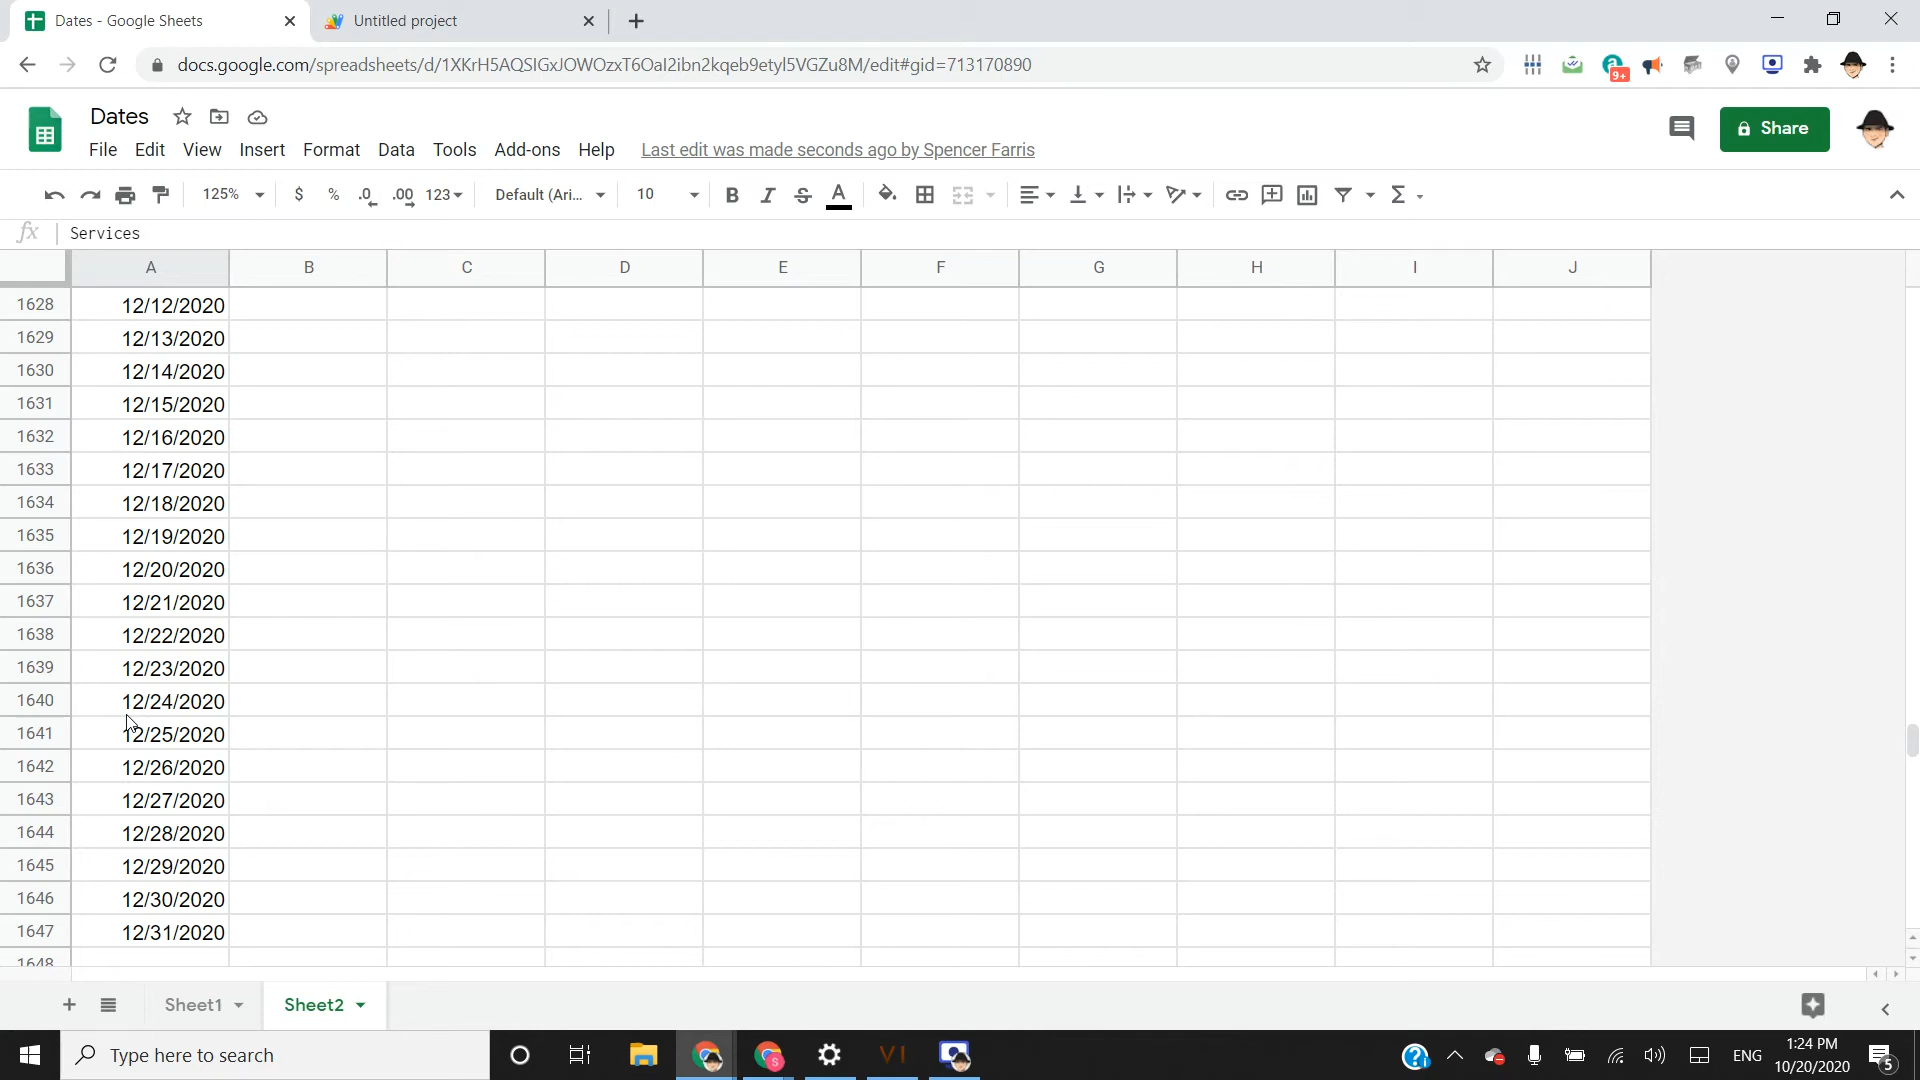 Dates - Google Sheets
Untitled project
docs.google.com/spreadsheets/d/1XKrH5AQSIGxJOWOzxT6OaI2ibn2kqeb9etyl5VGZu8M/edit#gid=713170890
9+
Dates
Share
File Edit View Insert Format Data Tools Add-ons Help Last edit was made seconds ago by Spencer Farris
125% $ % .0 .00 123 Default (Ari... 10 B I S A Σ
fx Services
A B C D E F G H I J
1628 12/12/2020
1629 12/13/2020
1630 12/14/2020
1631 12/15/2020
1632 12/16/2020
1633 12/17/2020
1634 12/18/2020
1635 12/19/2020
1636 12/20/2020
1637 12/21/2020
1638 12/22/2020
1639 12/23/2020
1640 12/24/2020
1641 12/25/2020
1642 12/26/2020
1643 12/27/2020
1644 12/28/2020
1645 12/29/2020
1646 12/30/2020
1647 12/31/2020
1648
Sheet1 Sheet2
Type here to search
VI
ENG
1:24 PM
10/20/2020
5